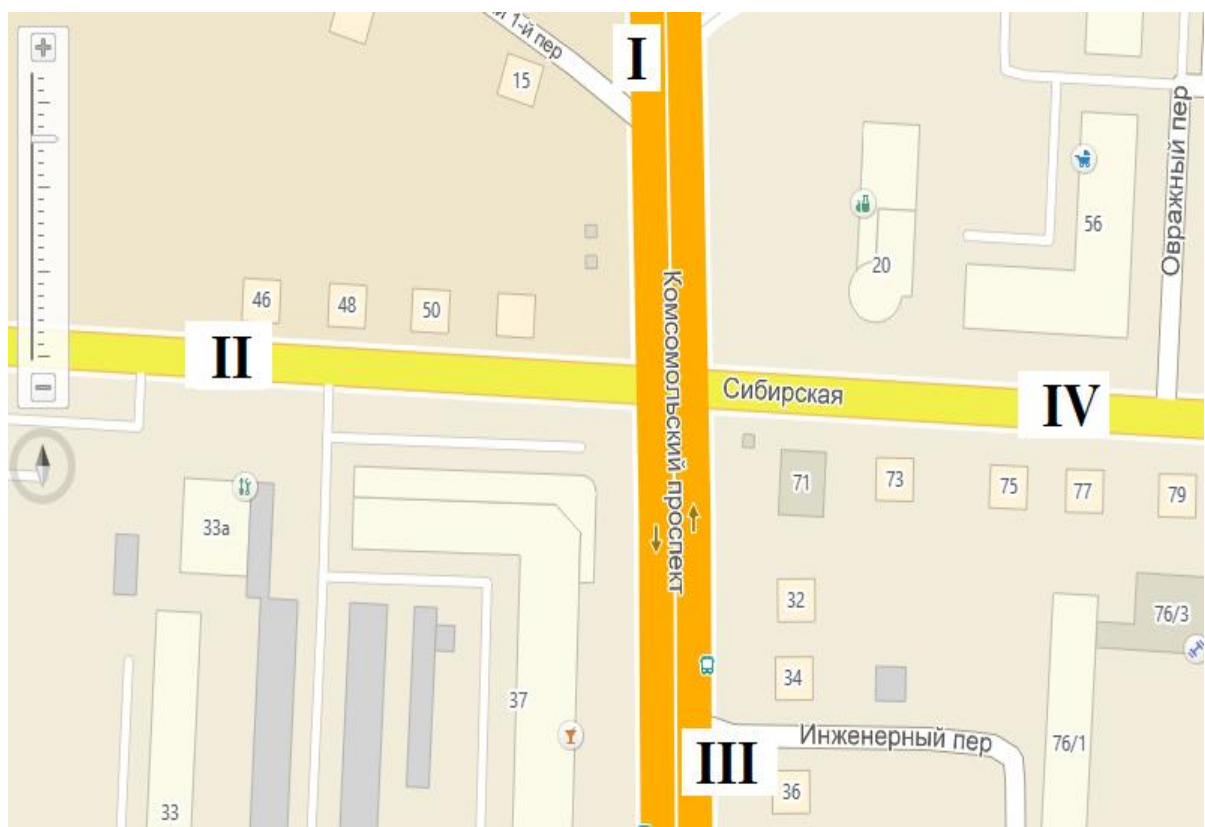 й 1-й пер
I
15
Овражный пер
56
20
46
48
50
Комсомольский проспект
II
Сибирская
IV
71
73
75
77
79
33а
32
76/3
34
37
Инженерный пер
76/1
III
36
33